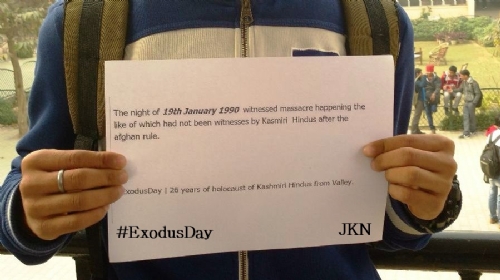 The night of 19th January 1990 witnessed massacre happening the
like of which had not been witnesses by Kasmiri Hindus after the
afghan rule.
ExodusDay | 26 years of holocaust of Kashmiri Hindus from Valley.
#ExodusDay
JKN